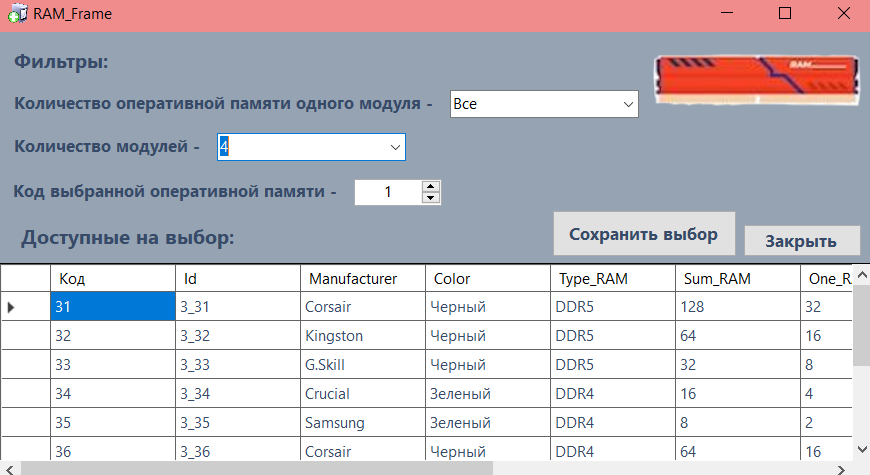 RAM_Frame
Фильтры:
RAM
Количество оперативной памяти одного модуля - Все
Количество модулей - 4
Код выбранной оперативной памяти - 1
Доступные на выбор: Сохранить выбор Закрыть
Код Id Manufacturer Color Type_RAM Sum_RAM One_R
31 3_31 Corsair Черный DDR5 128 32
32 3_32 Kingston Черный DDR5 64 16
33 3_33 G.Skill Черный DDR5 32 8
34 3_34 Crucial Зеленый DDR4 16 4
35 3_35 Samsung Зеленый DDR4 8 2
36 3_36 Corsair Черный DDR4 64 16